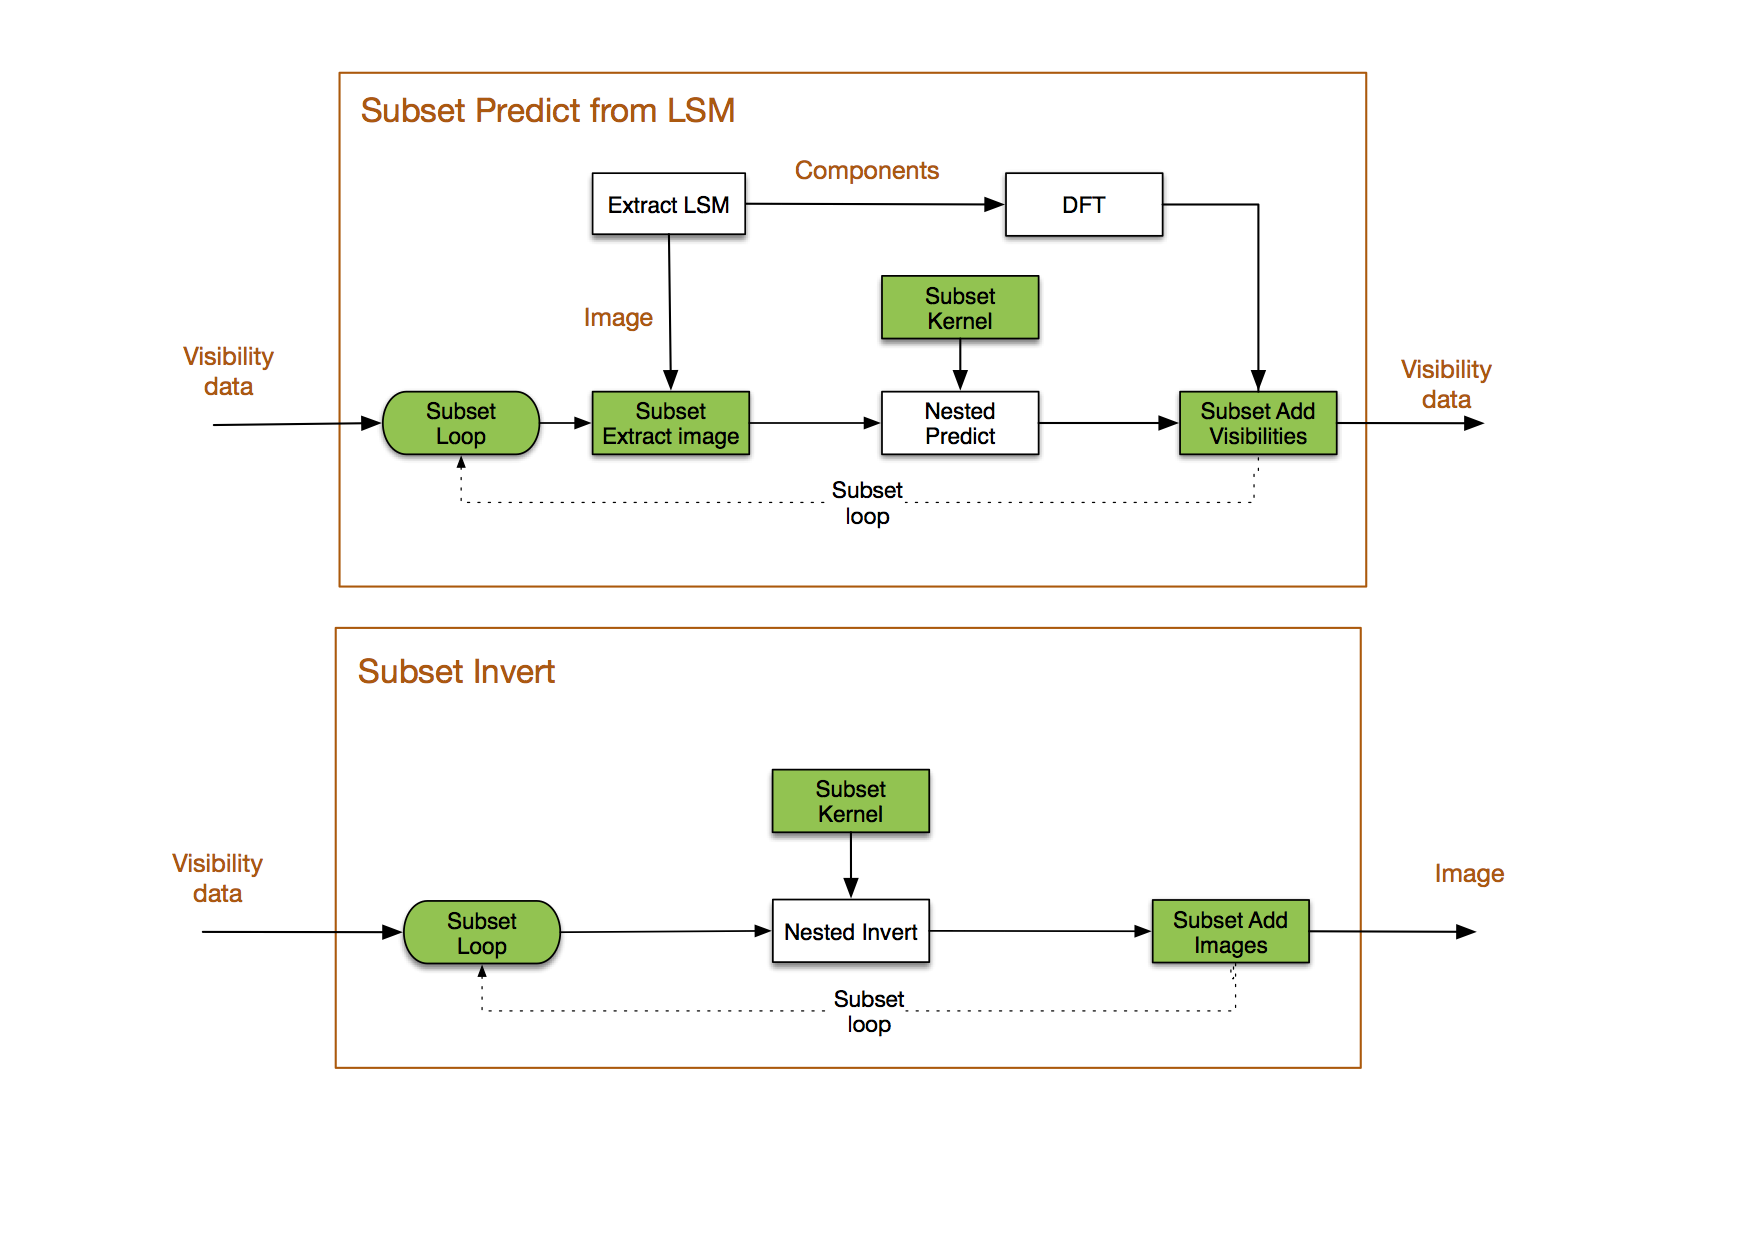 Subset Predict from LSM
Components
Extract LSM
DFT
Subset
Kernel
Image
Visibility
data
Visibility
data
Subset
Loop
Subset
Extract image
Nested
Predict
Subset Add
Visibilities
Subset
loop
Subset Invert
Subset
Kernel
Visibility
data
Image
Subset
Loop
Nested Invert
Subset Add
Images
Subset
loop